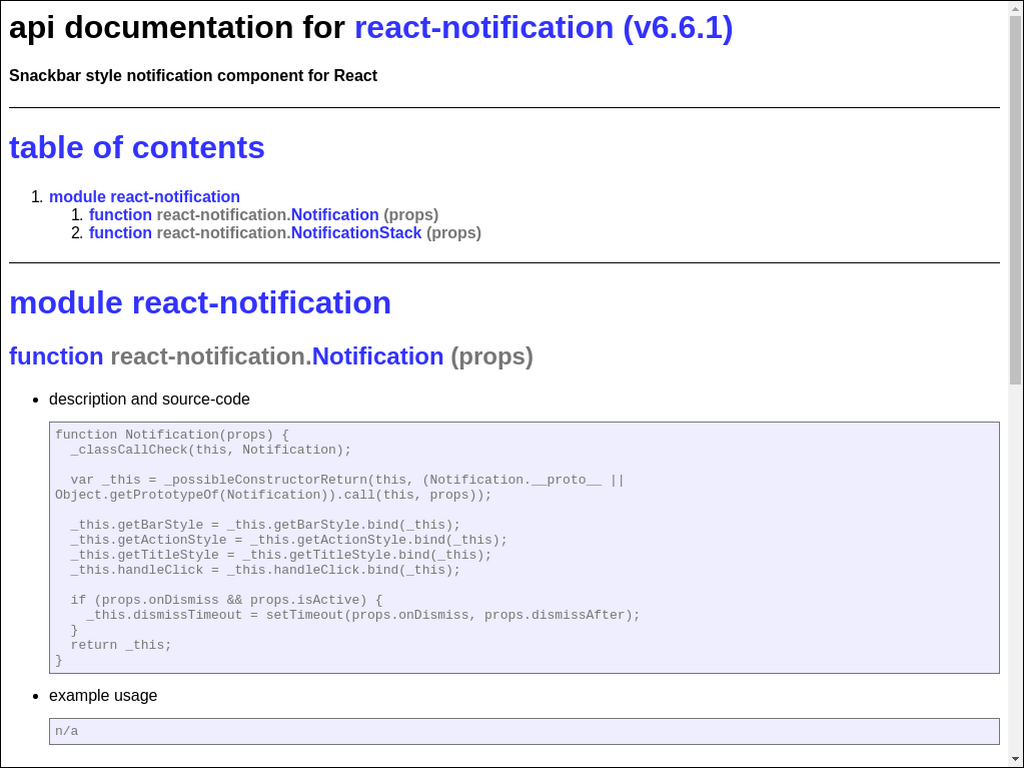 api documentation for react-notification (v6.6.1)
Snackbar style notification component for React
table of contents
1. module react-notification
1. function react-notification.Notification (props)
2. function react-notification.NotificationStack (props)
module react-notification
function react-notification.Notification (props)
• description and source-code
function Notification(props) {
  _classCallCheck(this, Notification);
  var _this = _possibleConstructorReturn(this, (Notification.__proto__ ||
Object.getPrototypeOf(Notification)).call(this, props));
  _this.getBarStyle = _this.getBarStyle.bind(_this);
  _this.getActionStyle = _this.getActionStyle.bind(_this);
  _this.getTitleStyle = _this.getTitleStyle.bind(_this);
  _this.handleClick = _this.handleClick.bind(_this);
  if (props.onDismiss && props.isActive) {
    _this.dismissTimeout = setTimeout(props.onDismiss, props.dismissAfter);
  }
  return _this;
}
• example usage
n/a